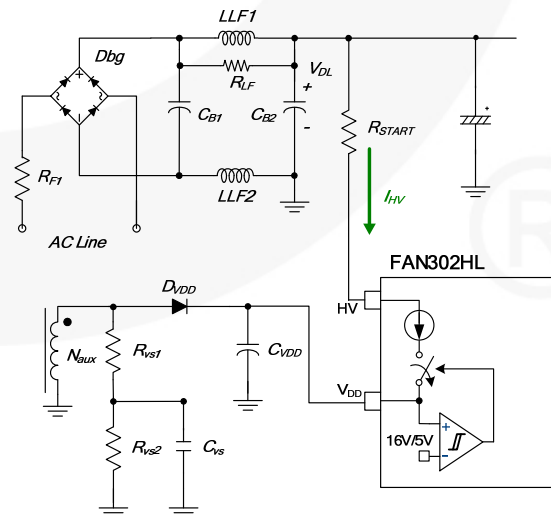 LLF1
Dbg
+
~
~
-
RLF
VDL
+
-
CB1
CB2
RSTART
+
RF1
LLF2
IHV
AC Line
FAN302HL
DVDD
HV
Naux
Rvs1
CVDD
VDD
+
16V/5V
-
Rvs2
Cvs
®